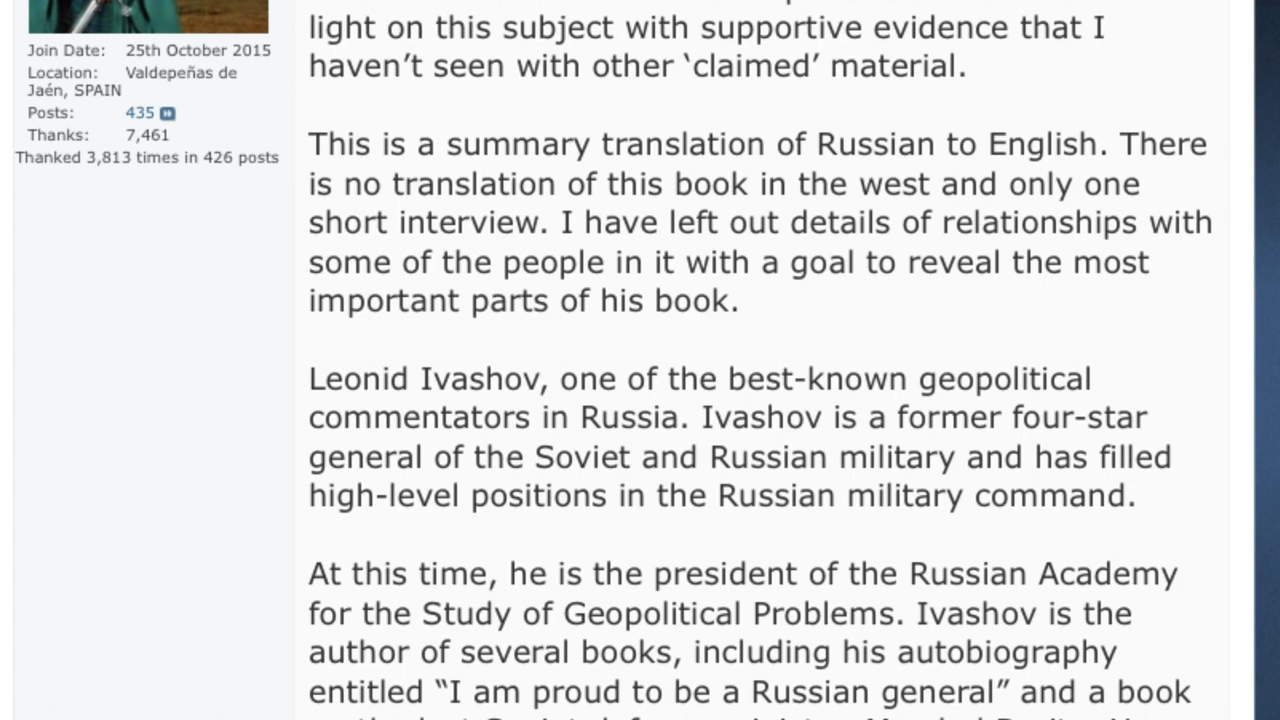 light on this subject with supportive evidence that I
haven’t seen with other ‘claimed’ material.
This is a summary translation of Russian to English. There
is no translation of this book in the west and only one
short interview. I have left out details of relationships with
some of the people in it with a goal to reveal the most
important parts of his book.
Leonid Ivashov, one of the best-known geopolitical
commentators in Russia. Ivashov is a former four-star
general of the Soviet and Russian military and has filled
high-level positions in the Russian military command.
At this time, he is the president of the Russian Academy
for the Study of Geopolitical Problems. Ivashov is the
author of several books, including his autobiography
entitled “I am proud to be a Russian general” and a book
Join Date: 25th October 2015
Location: Valdepeñas de
Jaén, SPAIN
Posts: 435
Thanks: 7,461
Thanked 3,813 times in 426 posts